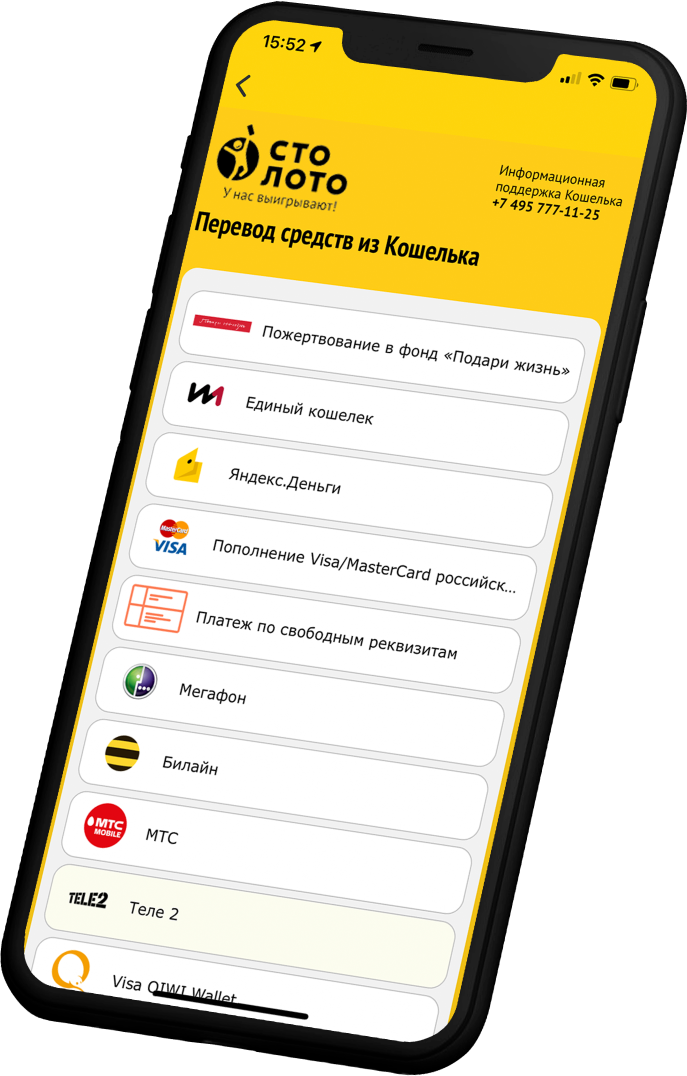 15:52
СТО
ЛОТО
У нас выигрывают!
Информационная
поддержка Кошелька
+7 495 777-11-25
Перевод средств из Кошелька
Пожертвование в фонд «Подари жизнь»
Единый кошелек
Яндекс.Деньги
MasterCard
VISA
Пополнение Visa/MasterCard российск...
Платеж по свободным реквизитам
Мегафон
Билайн
МТС
MOBILE
МТС
TELE2
Теле 2
Visa QIWI Wallet